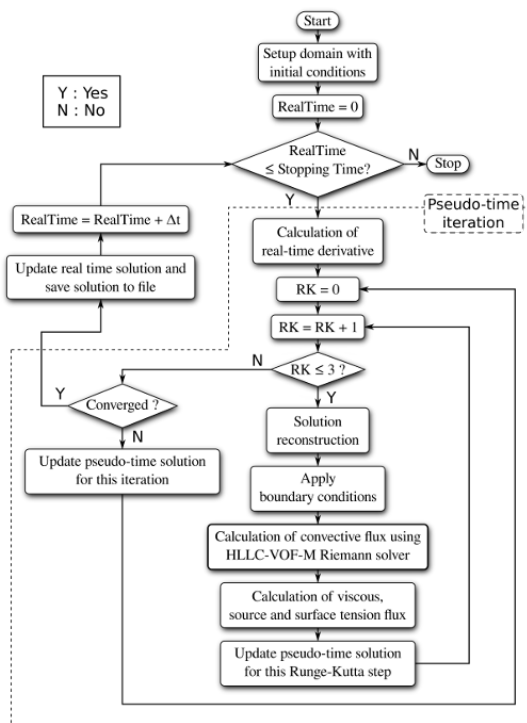 Start
Setup domain with
initial conditions
Y : Yes
N : No
RealTime = 0
RealTime
≤ Stopping Time?
N
Stop
Y
Pseudo-time
iteration
RealTime = RealTime + Δt
Calculation of
real-time derivative
Update real time solution and
save solution to file
RK = 0
RK = RK + 1
N
RK ≤ 3 ?
Y
Y
Converged ?
N
Solution
reconstruction
Update pseudo-time solution
for this iteration
Apply
boundary conditions
Calculation of convective flux using
HLLC-VOF-M Riemann solver
Calculation of viscous,
source and surface tension flux
Update pseudo-time solution
for this Runge-Kutta step